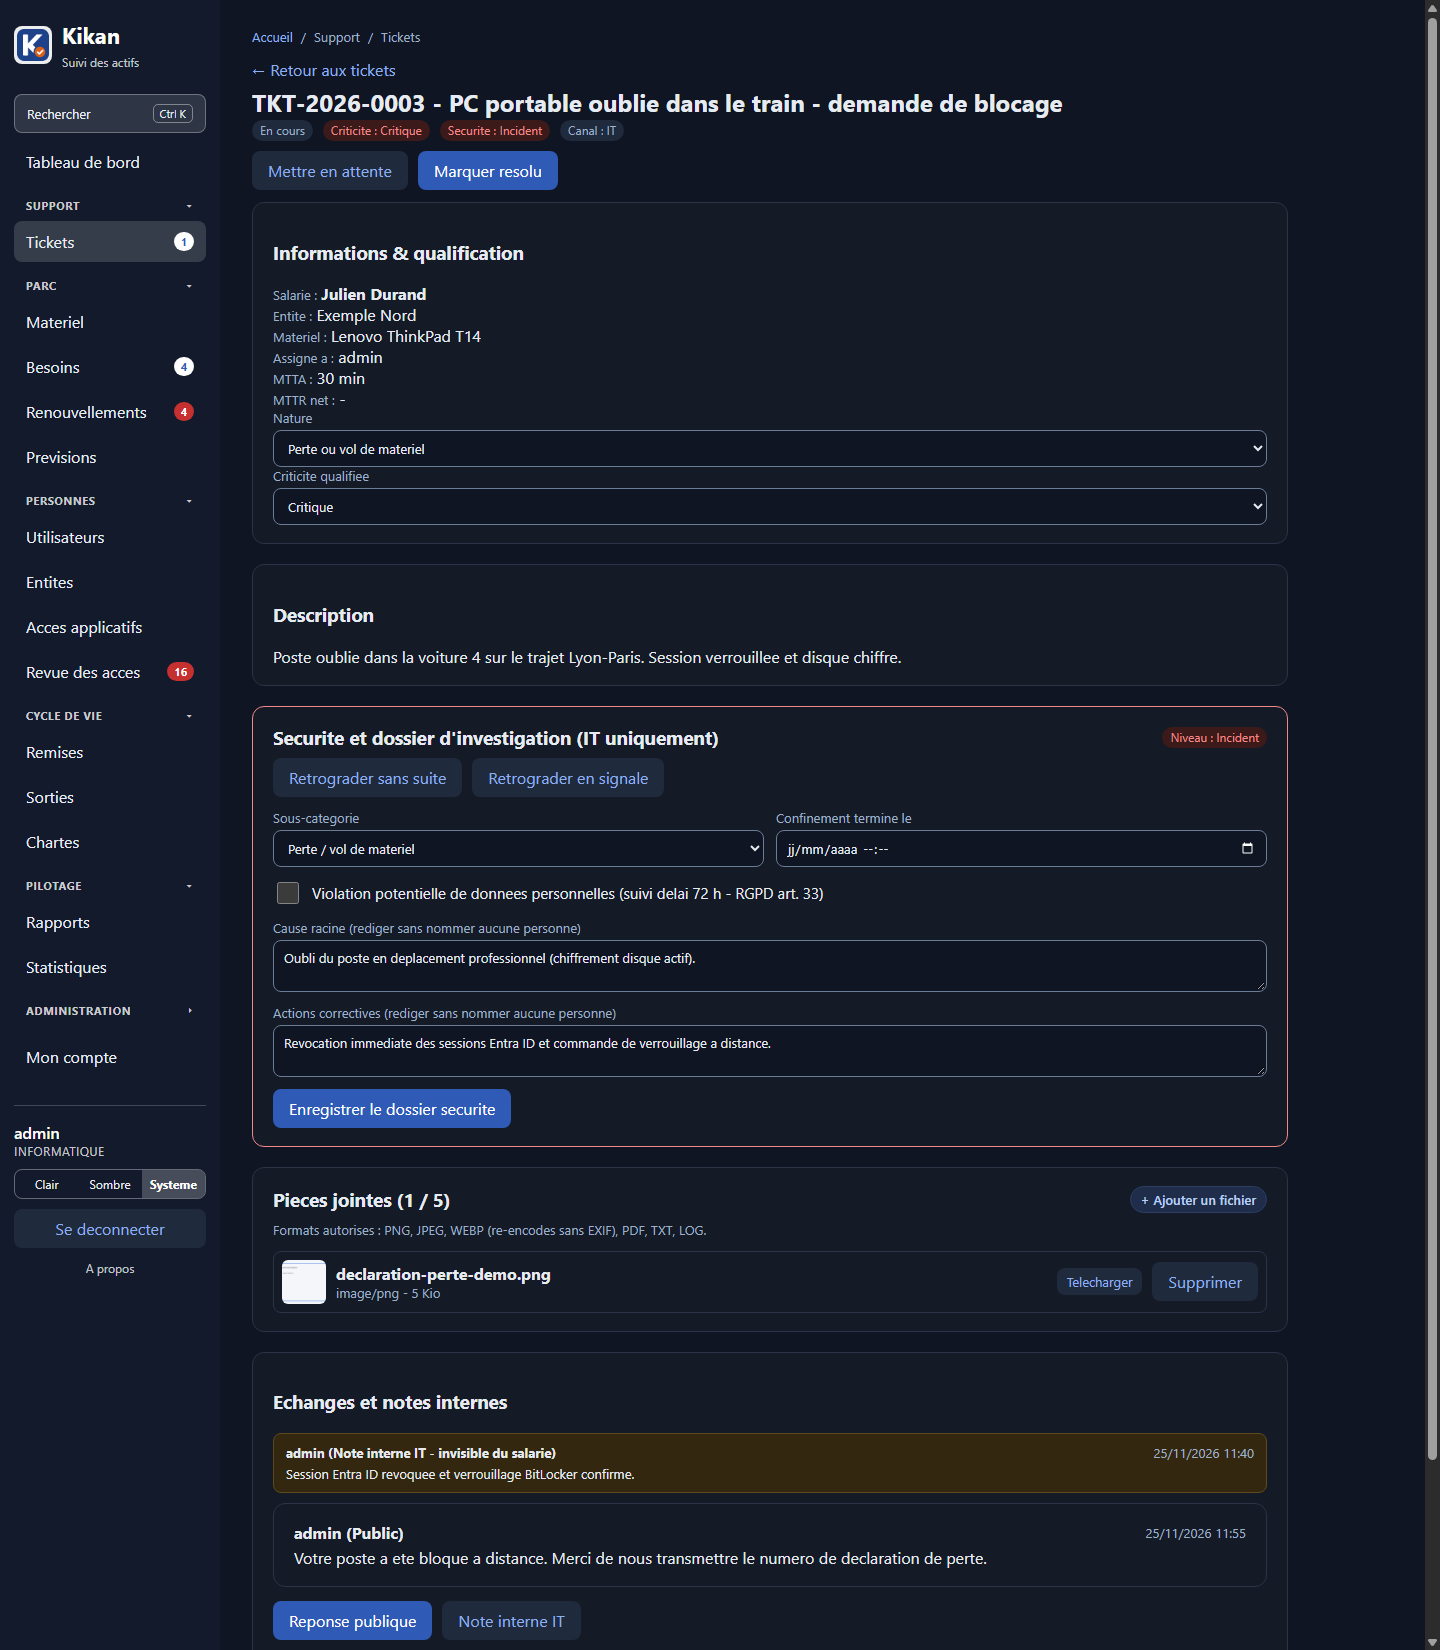 Kikan
Suivi des actifs
Rechercher Ctrl K
Tableau de bord
SUPPORT
Tickets 1
PARC
Materiel
Besoins 4
Renouvellements 4
Previsions
PERSONNES
Utilisateurs
Entites
Acces applicatifs
Revue des acces 16
CYCLE DE VIE
Remises
Sorties
Chartes
PILOTAGE
Rapports
Statistiques
ADMINISTRATION
Mon compte
admin
INFORMATIQUE
Clair Sombre Systeme
Se deconnecter
A propos
Accueil / Support / Tickets
← Retour aux tickets
TKT-2026-0003 - PC portable oublie dans le train - demande de blocage
En cours Criticite : Critique Securite : Incident Canal : IT
Mettre en attente Marquer resolu
Informations & qualification
Salarie : Julien Durand
Entite : Exemple Nord
Materiel : Lenovo ThinkPad T14
Assigne a : admin
MTTA : 30 min
MTTR net : -
Nature
Perte ou vol de materiel
Criticite qualifiee
Critique
Description
Poste oublie dans la voiture 4 sur le trajet Lyon-Paris. Session verrouillee et disque chiffre.
Securite et dossier d'investigation (IT uniquement) Niveau : Incident
Retrograder sans suite Retrograder en signale
Sous-categorie Confinement termine le
Perte / vol de materiel jj/mm/aaaa --:--
Violation potentielle de donnees personnelles (suivi delai 72 h - RGPD art. 33)
Cause racine (rediger sans nommer aucune personne)
Oubli du poste en deplacement professionnel (chiffrement disque actif).
Actions correctives (rediger sans nommer aucune personne)
Revocation immediate des sessions Entra ID et commande de verrouillage a distance.
Enregistrer le dossier securite
Pieces jointes (1 / 5) + Ajouter un fichier
Formats autorises : PNG, JPEG, WEBP (re-encodes sans EXIF), PDF, TXT, LOG.
declaration-perte-demo.png
image/png - 5 Kio
Telecharger Supprimer
Echanges et notes internes
admin (Note interne IT - invisible du salarie) 25/11/2026 11:40
Session Entra ID revoquee et verrouillage BitLocker confirme.
admin (Public) 25/11/2026 11:55
Votre poste a ete bloque a distance. Merci de nous transmettre le numero de declaration de perte.
Reponse publique Note interne IT